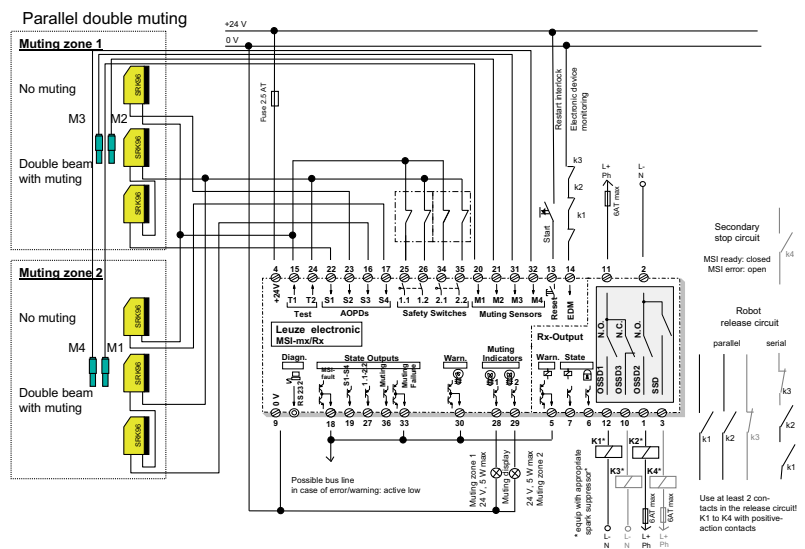 Parallel double muting
+24 V
0 V
Muting zone 1
No muting
M3 M2
Double beam
with muting
SRK96
SRK96
SRK96
Muting zone 2
No muting
M4 M1
Double beam
with muting
SRK96
SRK96
SRK96
Fuse 2.5 AT
Start
Restart interlock
Electronic device
monitoring
k3
k2
k1
L+
Ph
6AT max
L-
N
Secondary
stop circuit
MSI ready: closed
MSI error: open
k4
4 15 24 22 23 16 17 25 26 34 35 20 21 31 32 13 14 11 2
+24V T1 T2 S1 S2 S3 S4 1.1 1.2 2.1 2.2 M1 M2 M3 M4 Reset EDM
Test AOPDs Safety Switches Muting Sensors
Leuze electronic
MSI-mx/Rx
Rx-Output
Diagn. State Outputs Warn. Muting
Indicators
Warn. State
0 V
RS232
MSI-
fault
S1-S4
1.1-2.2
Muting
Muting
Failure
1 2
N.O.
N.C.
N.O.
OSSD1
OSSD3
OSSD2
SSD
9 18 19 27 36 33 30 28 29 5 7 6 12 10 1 3
Possible bus line
in case of error/warning: active low
Muting zone 1
24 V, 5 W max
Muting display
24 V, 5 W max
Muting zone 2
* equip with appropriate
spark suppressor*
K1* K2*
K3* K4*
6AT max
6AT max
L-
N
L-
N
L+
Ph
L+
Ph
Robot
release circuit
parallel serial
k1 k2 k3
k3
k2
k1
Use at least 2 con-
tacts in the release circuit!
K1 to K4 with positive-
action contacts